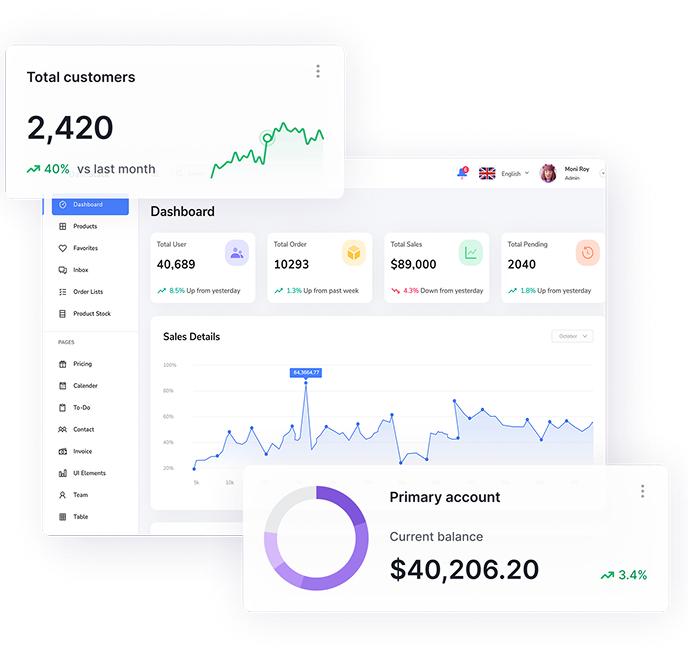 Total customers
2,420
40% vs last month
6
English
Moni Roy
Admin
Dashboard
Products
Favorites
Inbox
Order Lists
Product Stock
PAGES
Pricing
Calender
To-Do
Contact
Invoice
UI Elements
Team
Table
Dashboard
Total User
40,689
8.5% Up from yesterday
Total Order
10293
1.3% Up from past week
Total Sales
$89,000
4.3% Down from yesterday
Total Pending
2040
1.8% Up from yesterday
Sales Details
October
100%
80%
60%
40%
20%
64,3664.77
5k
10k
Primary account
Current balance
$40,206.20
3.4%